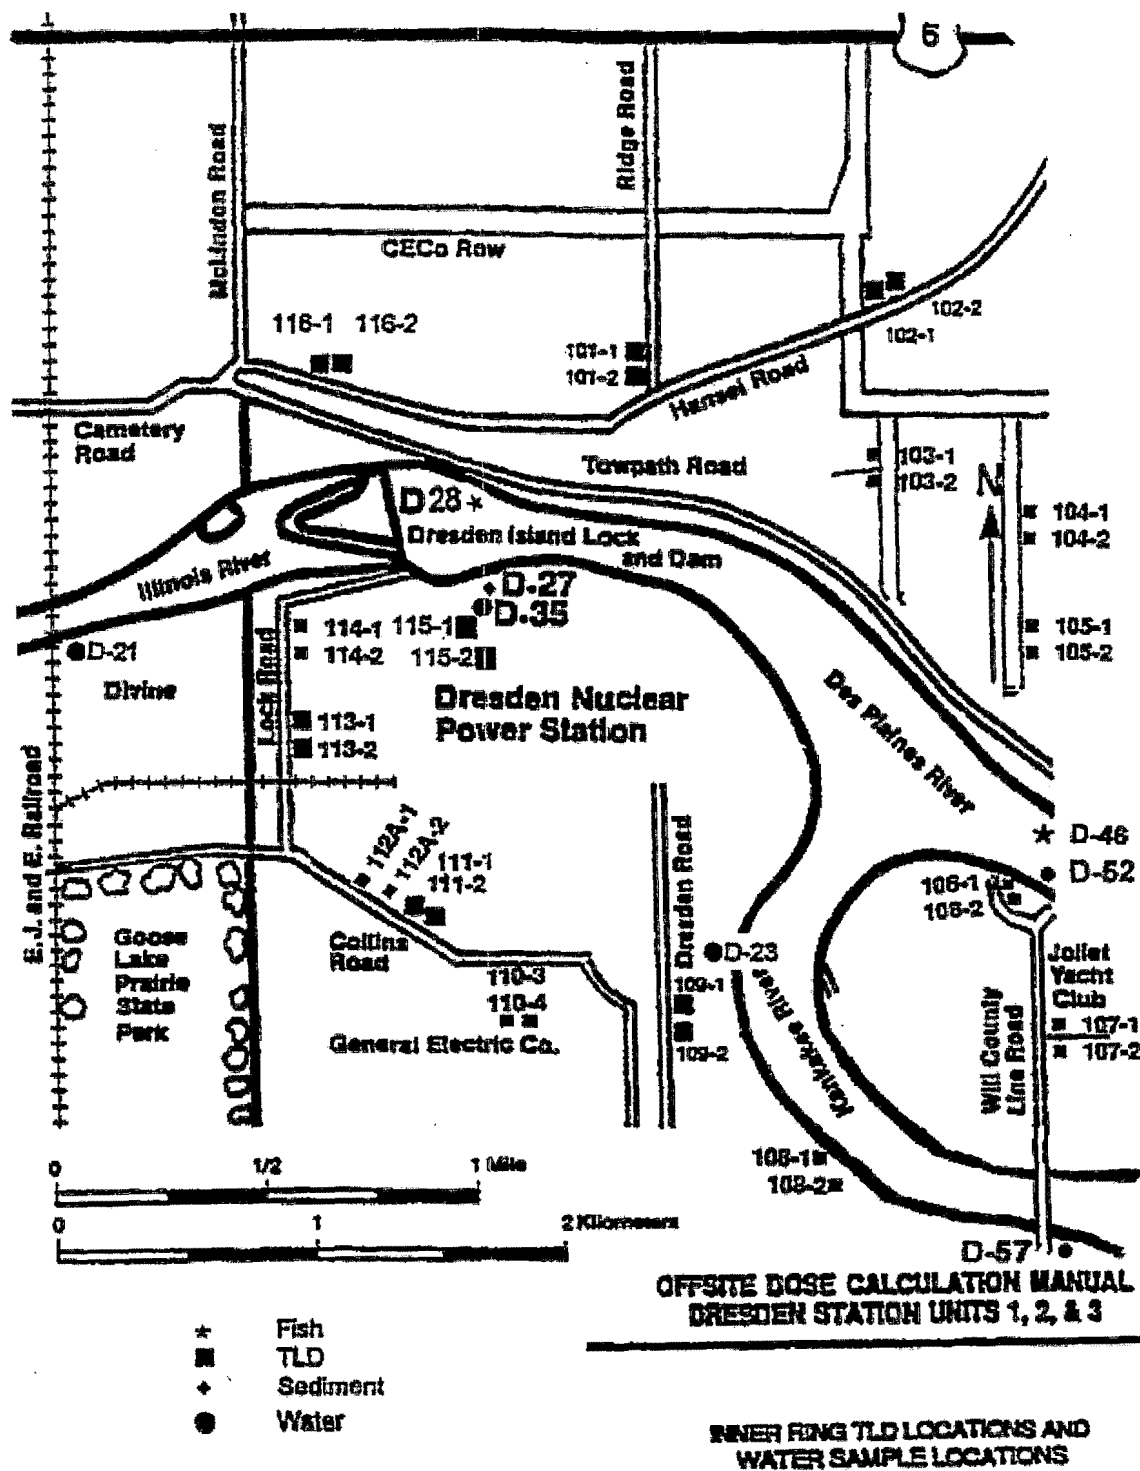 6
Ridge Road
McLindon Road
CECo Row
102-2
102-1
116-1 116-2
101-1
101-2
Hansel Road
Cemetery
Road
Towpath Road
103-1
103-2
N
104-1
104-2
D28
Dresden Island Lock
and Dam
Illinois River
D-27
D-35
114-1 115-1
114-2 115-2
105-1
105-2
D-21
Divine
Lock Road
Dresden Nuclear
Power Station
Des Plaines River
113-1
113-2
E.J. and E. Railroad
112A-1
112A-2
111-1
111-2
Dresden Road
D-46
D-52
106-1
106-2
Goose
Lake
Prairie
State
Park
Collins
Road
D-23
109-1
109-2
110-3
110-4
General Electric Co.
Kankakee River
Joliet
Yacht
Club
107-1
107-2
Will County
Line Road
108-1
108-2
0 1/2 1 Mile
0 1 2 Kilometers
D-57
OFFSITE DOSE CALCULATION MANUAL
DRESDEN STATION UNITS 1, 2, & 3
Fish
TLD
Sediment
Water
INNER RING TLD LOCATIONS AND
WATER SAMPLE LOCATIONS